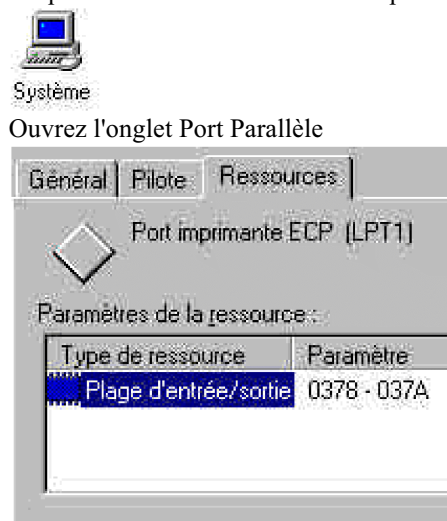 Système
Ouvrez l'onglet Port Parallèle
Général Pilote Ressources
Port imprimante ECP (LPT1)
Paramètres de la ressource :
Type de ressource Paramètre
Plage d'entrée/sortie 0378 - 037A